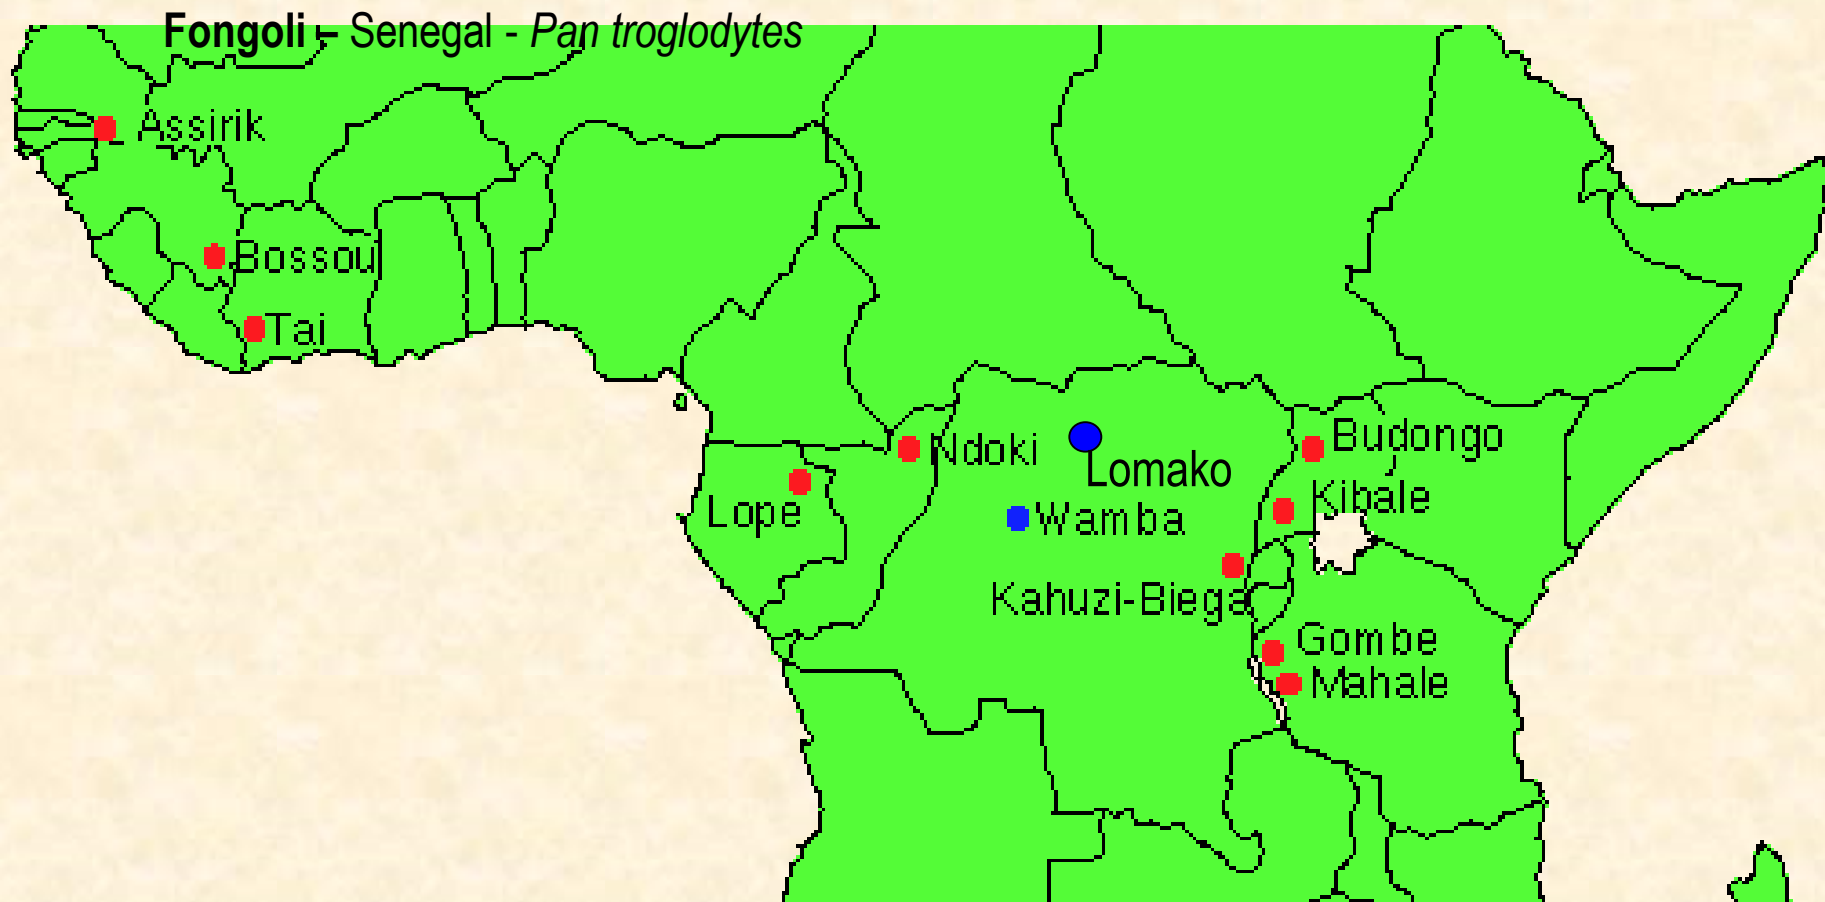 Fongoli – Senegal - Pan troglodytes
Assirik
Bossou
Tai
Budongo
Ndoki
Lomako
Kibale
Lope
Wamba
Kahuzi-Biega
Gombe
Mahale